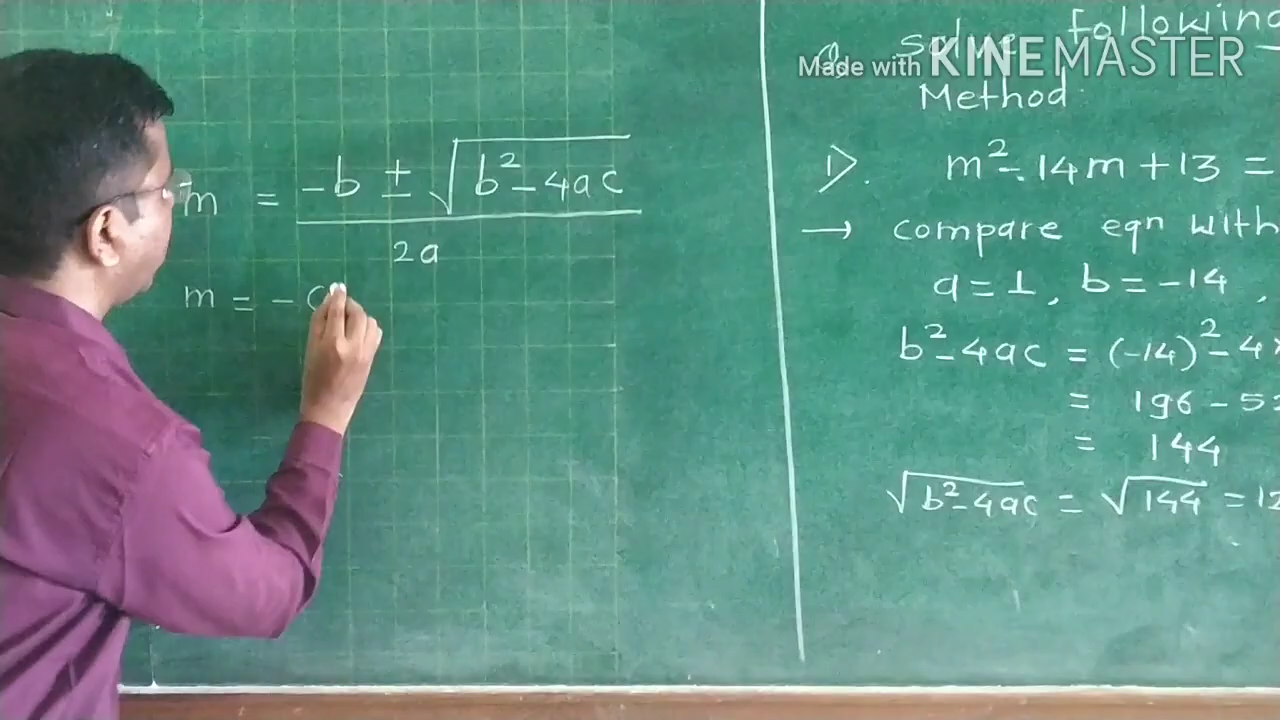 m = -b ± √b² - 4ac
2a
m = - (
Q. solve following
Method
1). m² - 14m + 13 =
→ compare eqn with
a = 1, b = -14,
b² - 4ac = (-14)² - 4×
= 196 - 52
= 144
√b² - 4ac = √144 = 12
Made with KINEMASTER